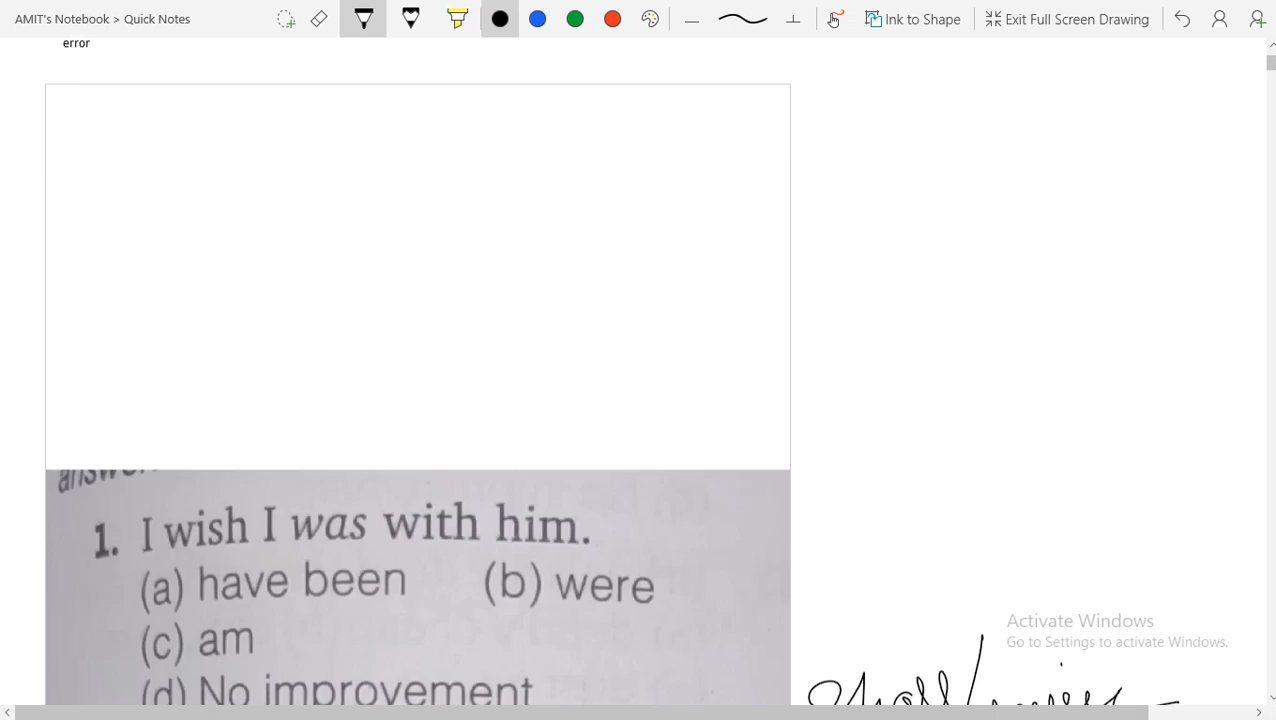 AMIT's Notebook > Quick Notes
Ink to Shape
Exit Full Screen Drawing
error
1. I wish I was with him.
(a) have been (b) were
(c) am
(d) No improvement
Activate Windows
Go to Settings to activate Windows.